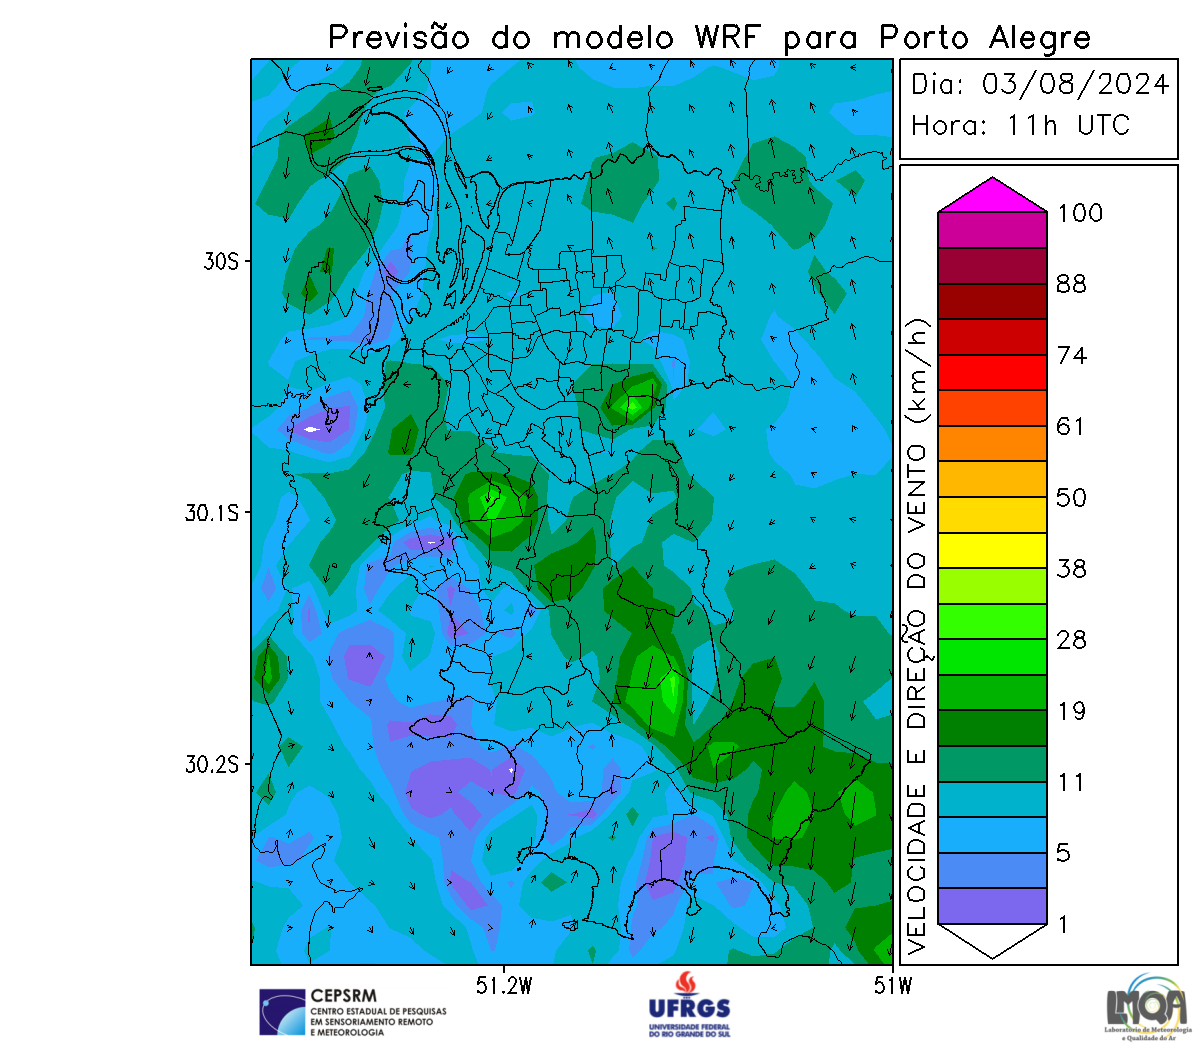 Previsão do modelo WRF para Porto Alegre
Dia: 03/08/2024
Hora: 11h UTC
30S
30.1S
30.2S
51.2W
51W
VELOCIDADE E DIREÇÃO DO VENTO (km/h)
100
88
74
61
50
38
28
19
11
5
1
CEPSRM
CENTRO ESTADUAL DE PESQUISAS
EM SENSORIAMENTO REMOTO
E METEOROLOGIA
UFRGS
UNIVERSIDADE FEDERAL
DO RIO GRANDE DO SUL
LMQA
Laboratório de Meteorologia
e Qualidade do Ar